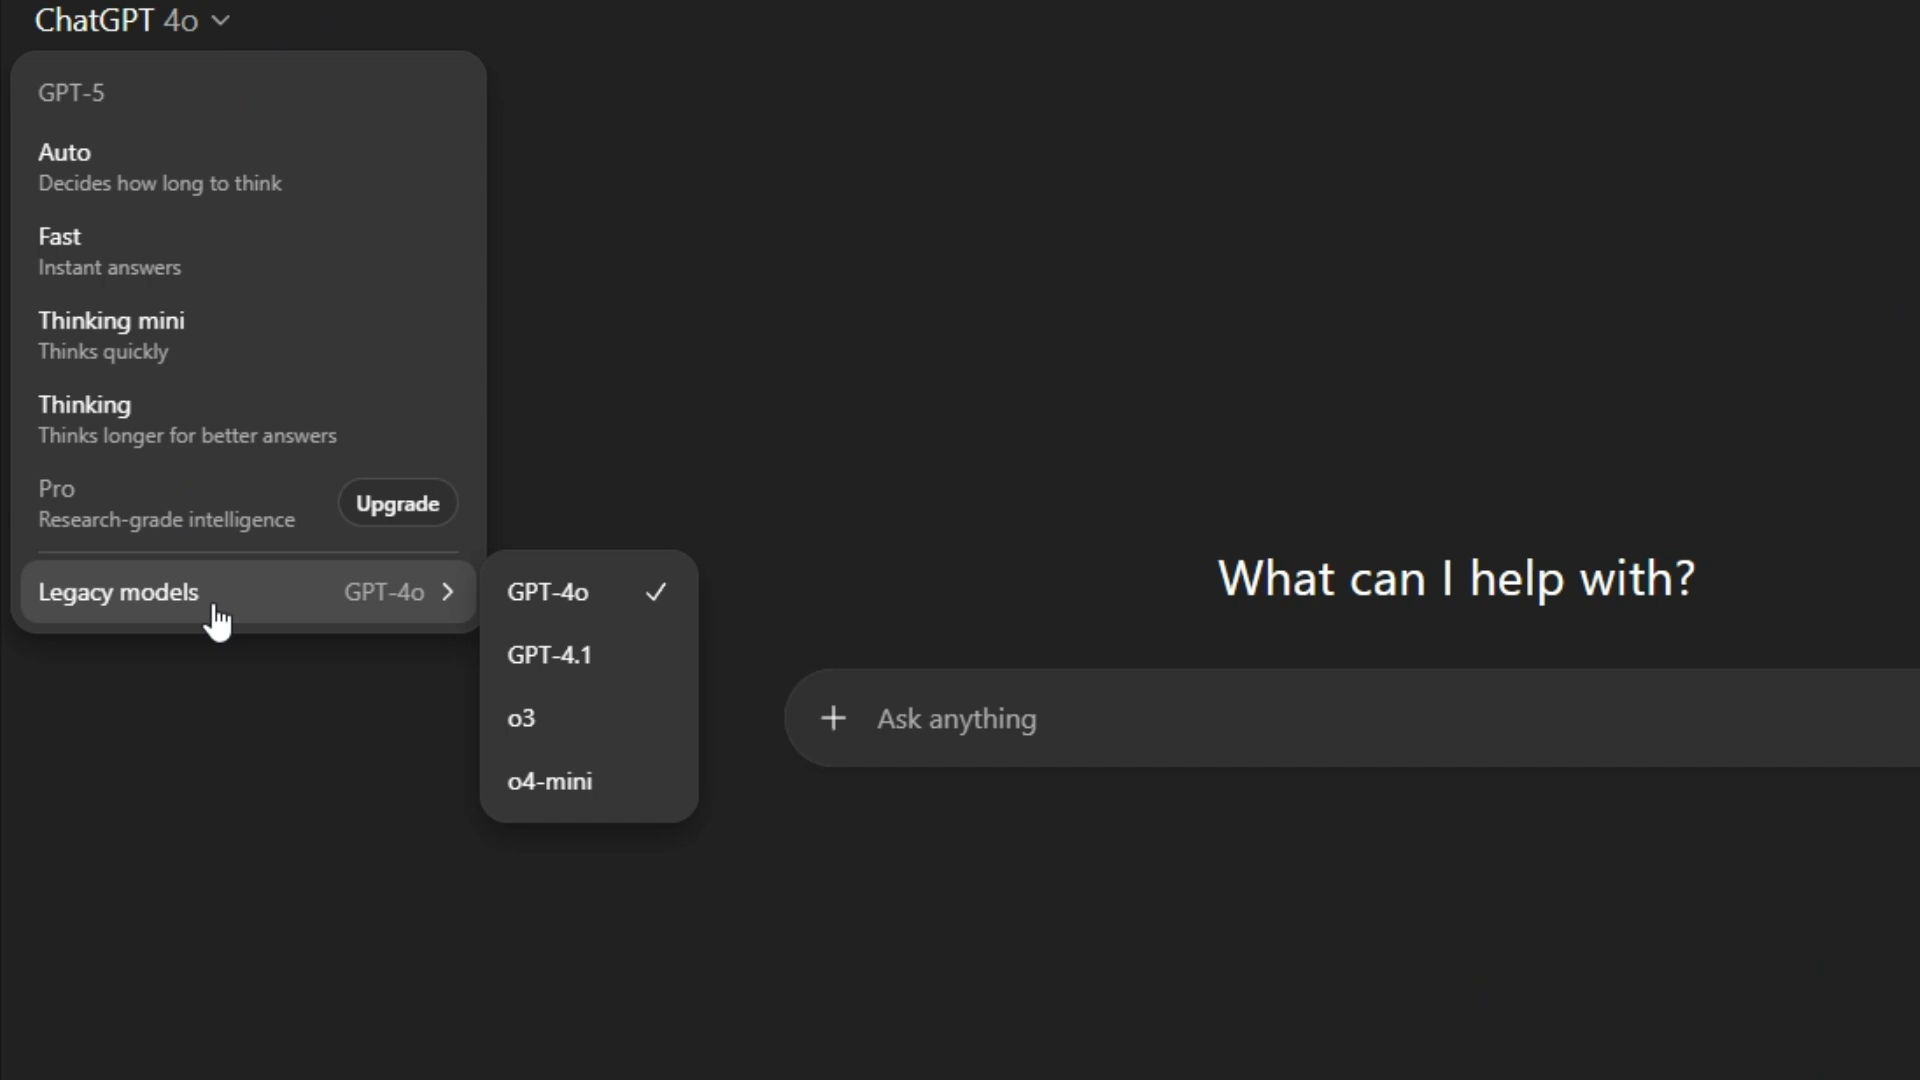 ChatGPT 4o
GPT-5
Auto
Decides how long to think
Fast
Instant answers
Thinking mini
Thinks quickly
Thinking
Thinks longer for better answers
Pro
Research-grade intelligence
Upgrade
Legacy models GPT-4o
GPT-4o
GPT-4.1
o3
o4-mini
What can I help with?
Ask anything